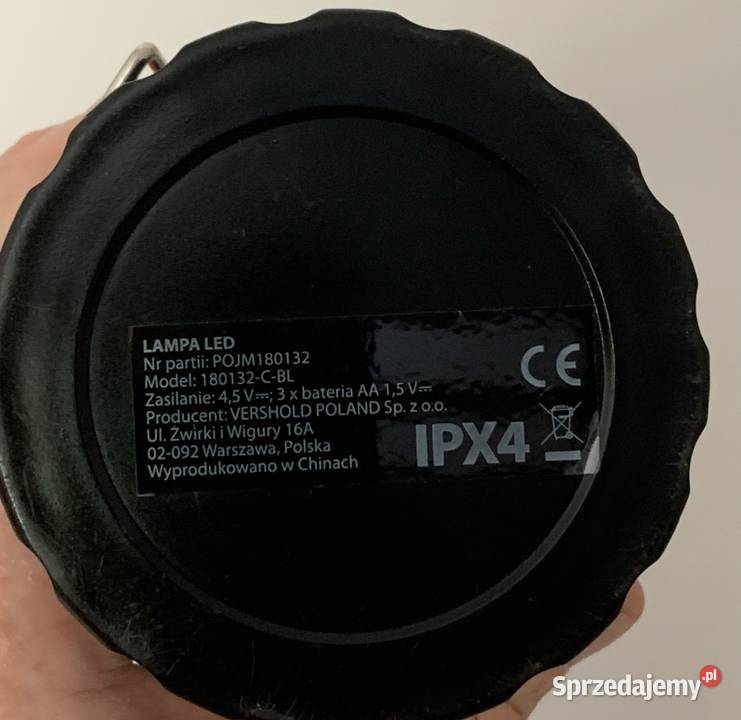 LAMPA LED
Nr partii: POJM180132
Model: 180132-C-BL
Zasilanie: 4,5 V⎓; 3 x bateria AA 1,5 V⎓
Producent: VERSHOLD POLAND Sp. z o.o.
Ul. Żwirki i Wigury 16A
02-092 Warszawa, Polska
Wyprodukowano w Chinach
CE
IPX4
Sprzedajemy.pl